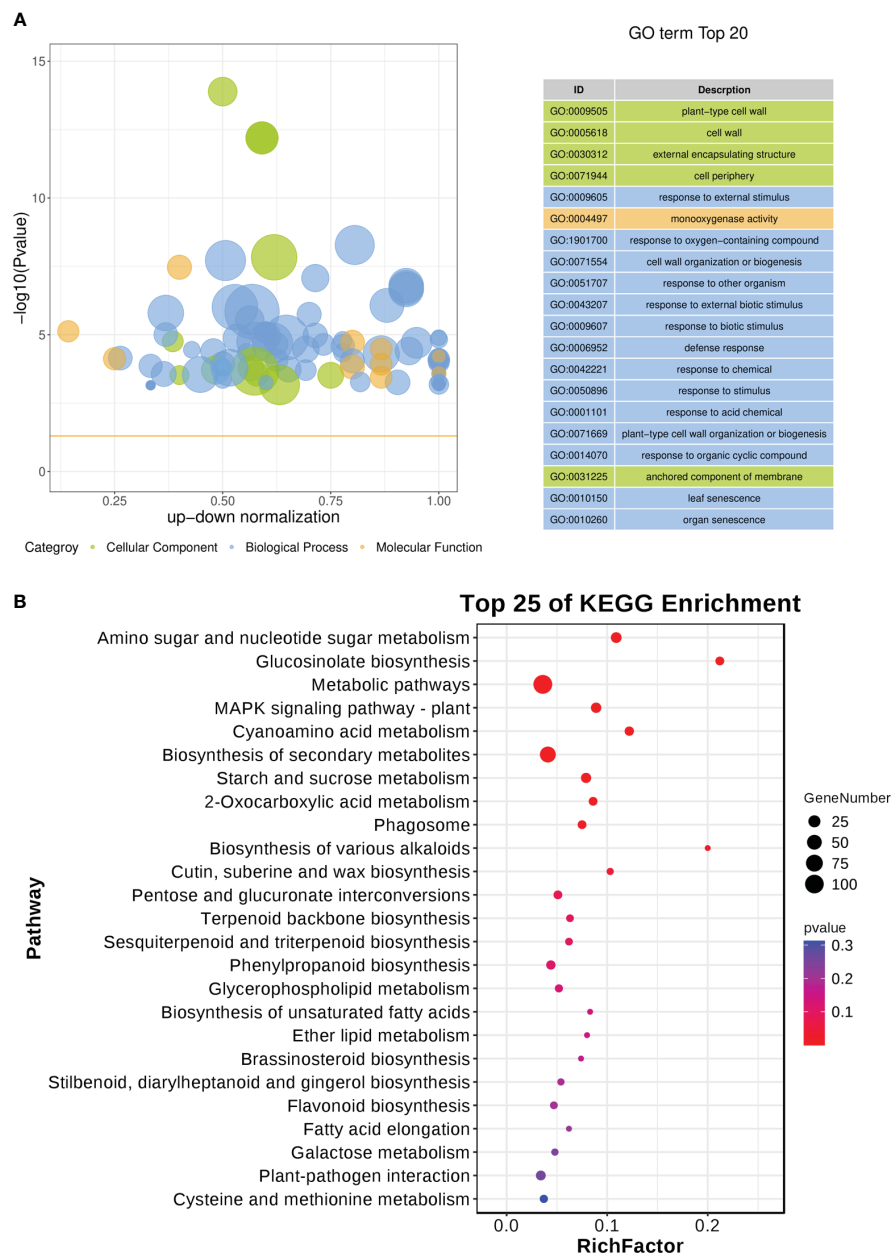 A
GO term Top 20
15
10
5
0
−log10(Pvalue)
0.25 0.50 0.75 1.00
up−down normalization
Categroy Cellular Component Biological Process Molecular Function
ID Descrption
GO:0009505 plant−type cell wall
GO:0005618 cell wall
GO:0030312 external encapsulating structure
GO:0071944 cell periphery
GO:0009605 response to external stimulus
GO:0004497 monooxygenase activity
GO:1901700 response to oxygen−containing compound
GO:0071554 cell wall organization or biogenesis
GO:0051707 response to other organism
GO:0043207 response to external biotic stimulus
GO:0009607 response to biotic stimulus
GO:0006952 defense response
GO:0042221 response to chemical
GO:0050896 response to stimulus
GO:0001101 response to acid chemical
GO:0071669 plant−type cell wall organization or biogenesis
GO:0014070 response to organic cyclic compound
GO:0031225 anchored component of membrane
GO:0010150 leaf senescence
GO:0010260 organ senescence
B
Top 25 of KEGG Enrichment
Pathway
Amino sugar and nucleotide sugar metabolism
Glucosinolate biosynthesis
Metabolic pathways
MAPK signaling pathway - plant
Cyanoamino acid metabolism
Biosynthesis of secondary metabolites
Starch and sucrose metabolism
2-Oxocarboxylic acid metabolism
Phagosome
Biosynthesis of various alkaloids
Cutin, suberine and wax biosynthesis
Pentose and glucuronate interconversions
Terpenoid backbone biosynthesis
Sesquiterpenoid and triterpenoid biosynthesis
Phenylpropanoid biosynthesis
Glycerophospholipid metabolism
Biosynthesis of unsaturated fatty acids
Ether lipid metabolism
Brassinosteroid biosynthesis
Stilbenoid, diarylheptanoid and gingerol biosynthesis
Flavonoid biosynthesis
Fatty acid elongation
Galactose metabolism
Plant-pathogen interaction
Cysteine and methionine metabolism
0.0 0.1 0.2
RichFactor
GeneNumber
25
50
75
100
pvalue
0.3
0.2
0.1